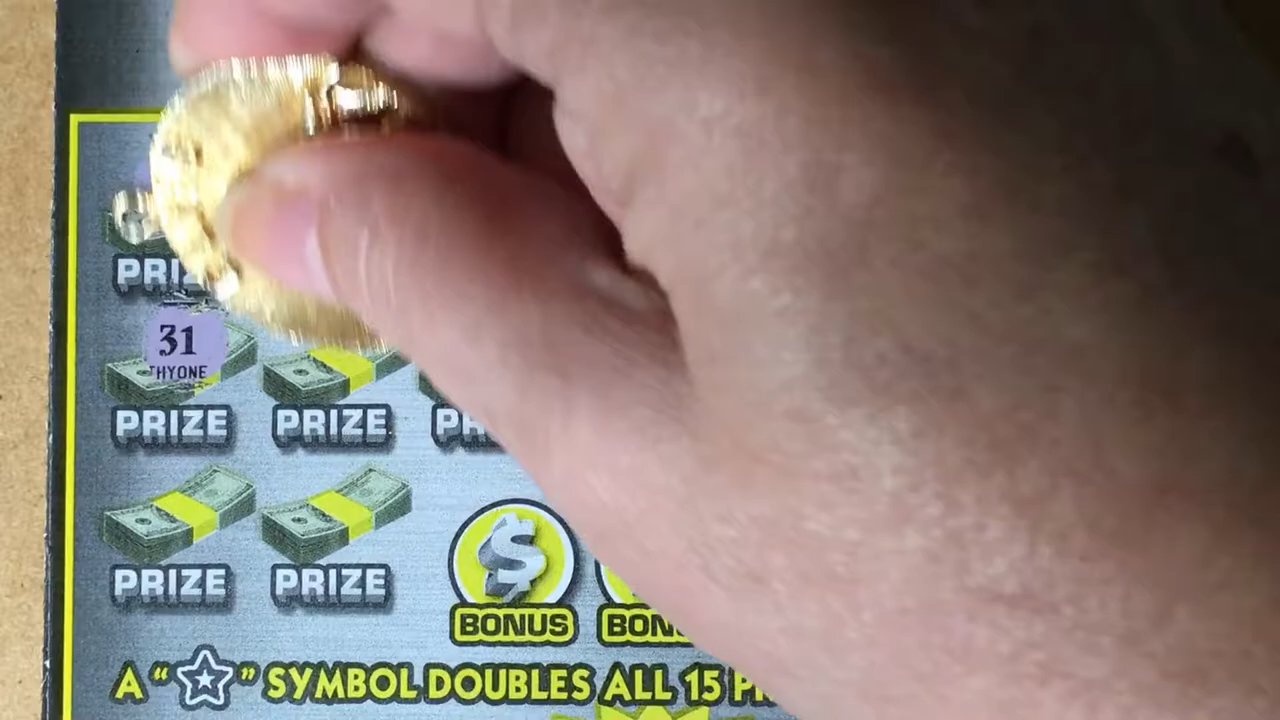 PRIZE
31
THYONE
PRIZE PRIZE
PRIZE PRIZE
$
BONUS
A "☆" SYMBOL DOUBLES ALL 15